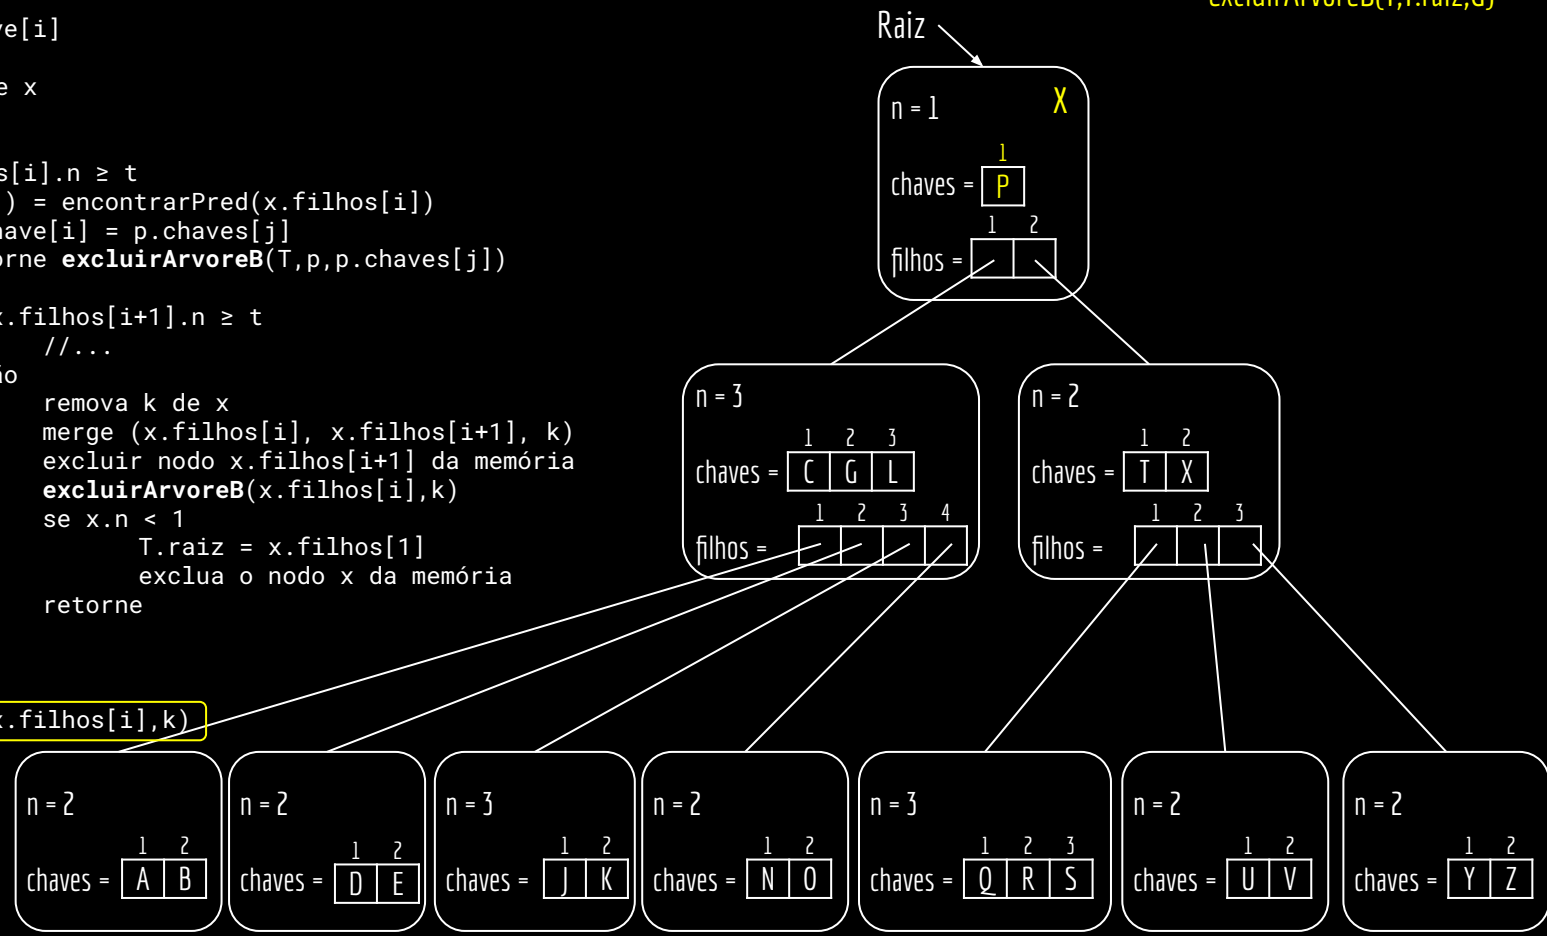 excluirArvoreB(T,T.raiz,G)
ve[i]
e x
s[i].n ≥ t
) = encontrarPred(x.filhos[i])
ave[i] = p.chaves[j]
orne excluirArvoreB(T,p,p.chaves[j])
x.filhos[i+1].n ≥ t
//...
ão
remova k de x
merge (x.filhos[i], x.filhos[i+1], k)
excluir nodo x.filhos[i+1] da memória
excluirArvoreB(x.filhos[i],k)
se x.n < 1
T.raiz = x.filhos[1]
exclua o nodo x da memória
retorne
x.filhos[i],k)
Raiz
n = 1 X
1
chaves = P
1 2
filhos =
n = 3
1 2 3
chaves = C G L
1 2 3 4
filhos =
n = 2
1 2
chaves = T X
1 2 3
filhos =
n = 2
1 2
chaves = A B
n = 2
1 2
chaves = D E
n = 3
1 2
chaves = J K
n = 2
1 2
chaves = N O
n = 3
1 2 3
chaves = Q R S
n = 2
1 2
chaves = U V
n = 2
1 2
chaves = Y Z